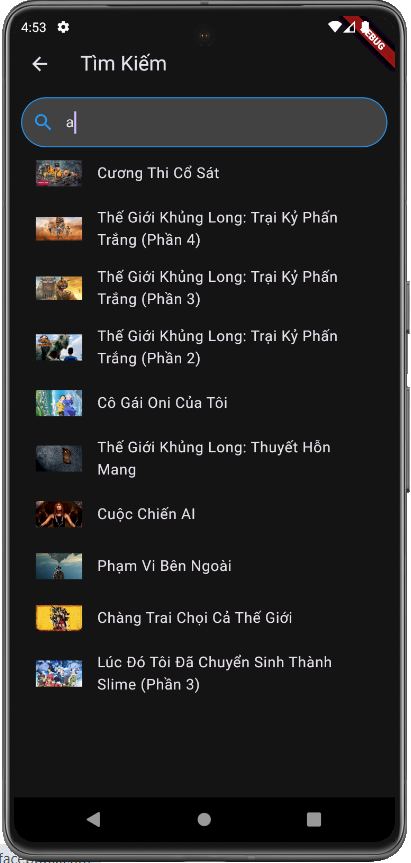 4:53
DEBUG
Tìm Kiếm
a
Cương Thi Cổ Sát
Thế Giới Khủng Long: Trại Kỷ Phấn
Trắng (Phần 4)
Thế Giới Khủng Long: Trại Kỷ Phấn
Trắng (Phần 3)
Thế Giới Khủng Long: Trại Kỷ Phấn
Trắng (Phần 2)
Cô Gái Oni Của Tôi
Thế Giới Khủng Long: Thuyết Hỗn
Mang
Cuộc Chiến AI
Phạm Vi Bên Ngoài
Chàng Trai Chọi Cả Thế Giới
Lúc Đó Tôi Đã Chuyển Sinh Thành
Slime (Phần 3)